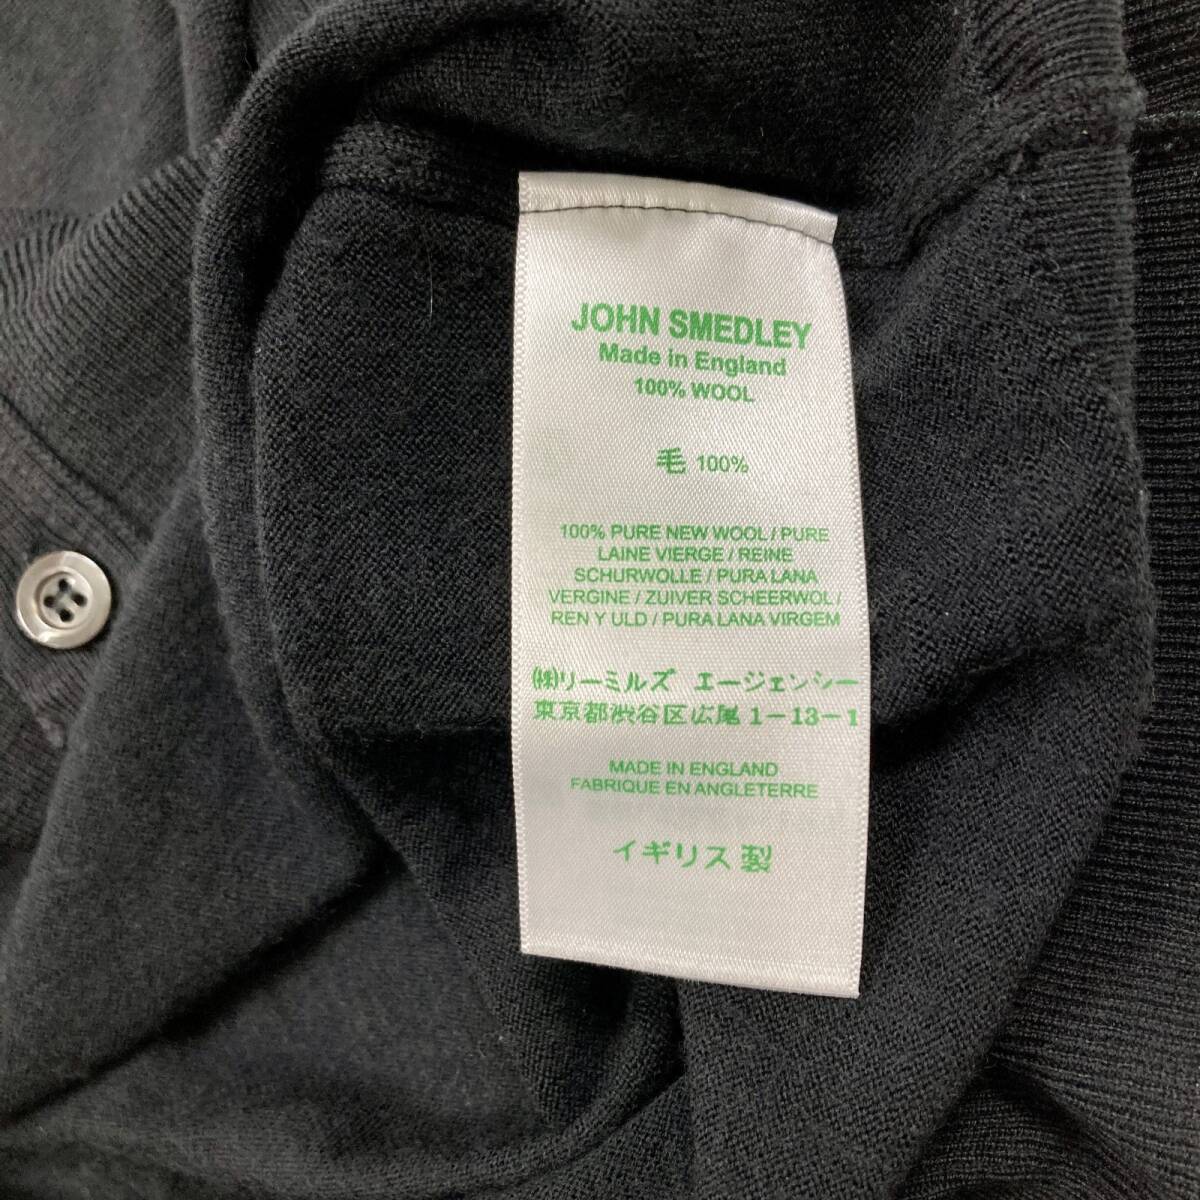 JOHN SMEDLEY
Made in England
100% WOOL
毛 100%
100% PURE NEW WOOL / PURE
LAINE VIERGE / REINE
SCHURWOLLE / PURA LANA
VERGINE / ZUIVER SCHEERWOL /
REN Y ULD / PURA LANA VIRGEM
㈱リーミルズ エージェンシー
東京都渋谷区広尾1-13-1
MADE IN ENGLAND
FABRIQUE EN ANGLETERRE
イギリス製